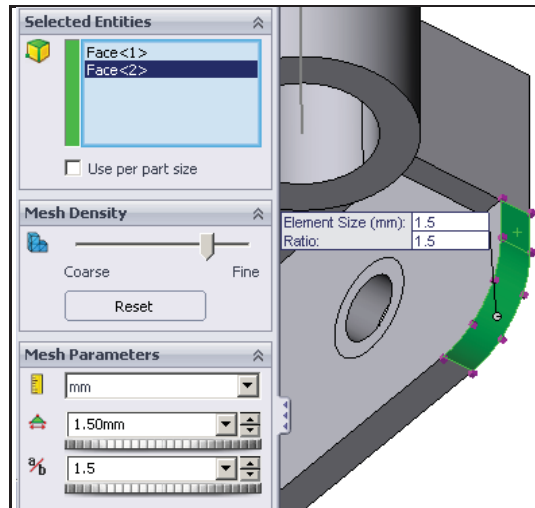 Selected Entities
Face<1>
Face<2>
Use per part size
Mesh Density
Coarse Fine
Reset
Mesh Parameters
mm
1.50mm
a/b
1.5
Element Size (mm): 1.5
Ratio: 1.5